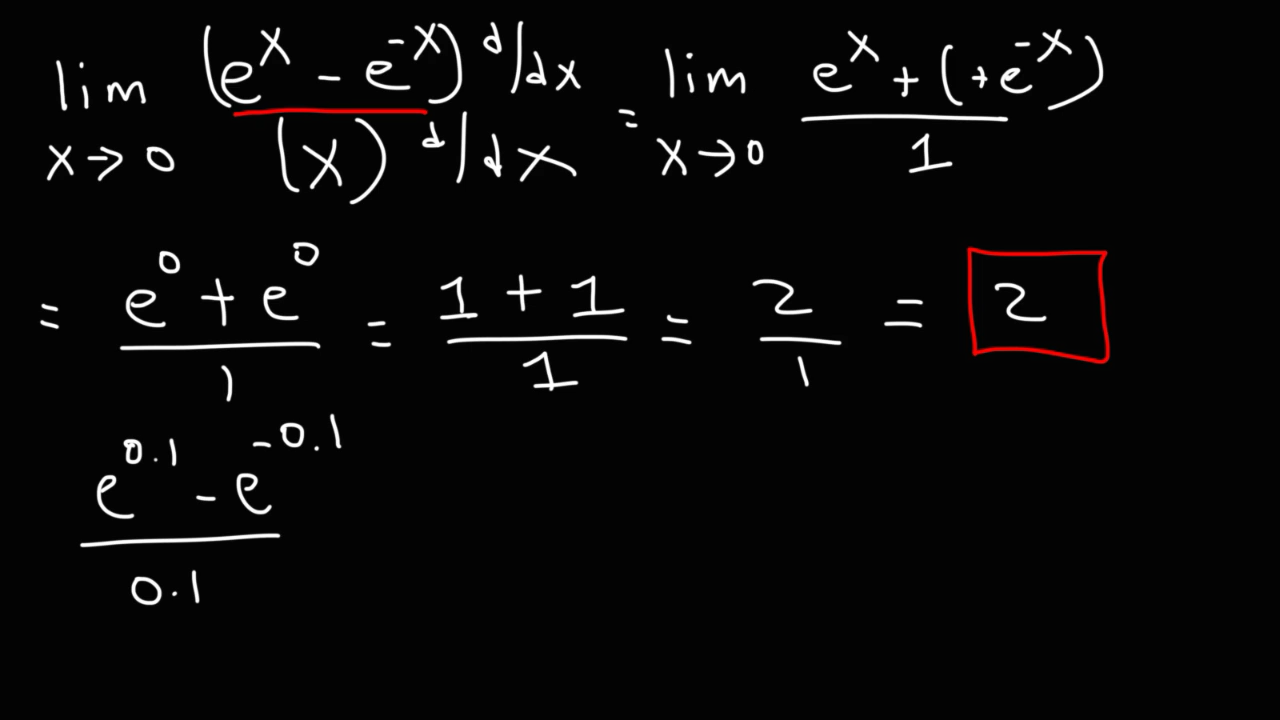 lim x→0 (e^x - e^-x) d/dx / (x) d/dx = lim x→0 e^x + (+e^-x) / 1
= e^0 + e^0 / 1 = 1 + 1 / 1 = 2 / 1 = 2
e^0.1 - e^-0.1 / 0.1